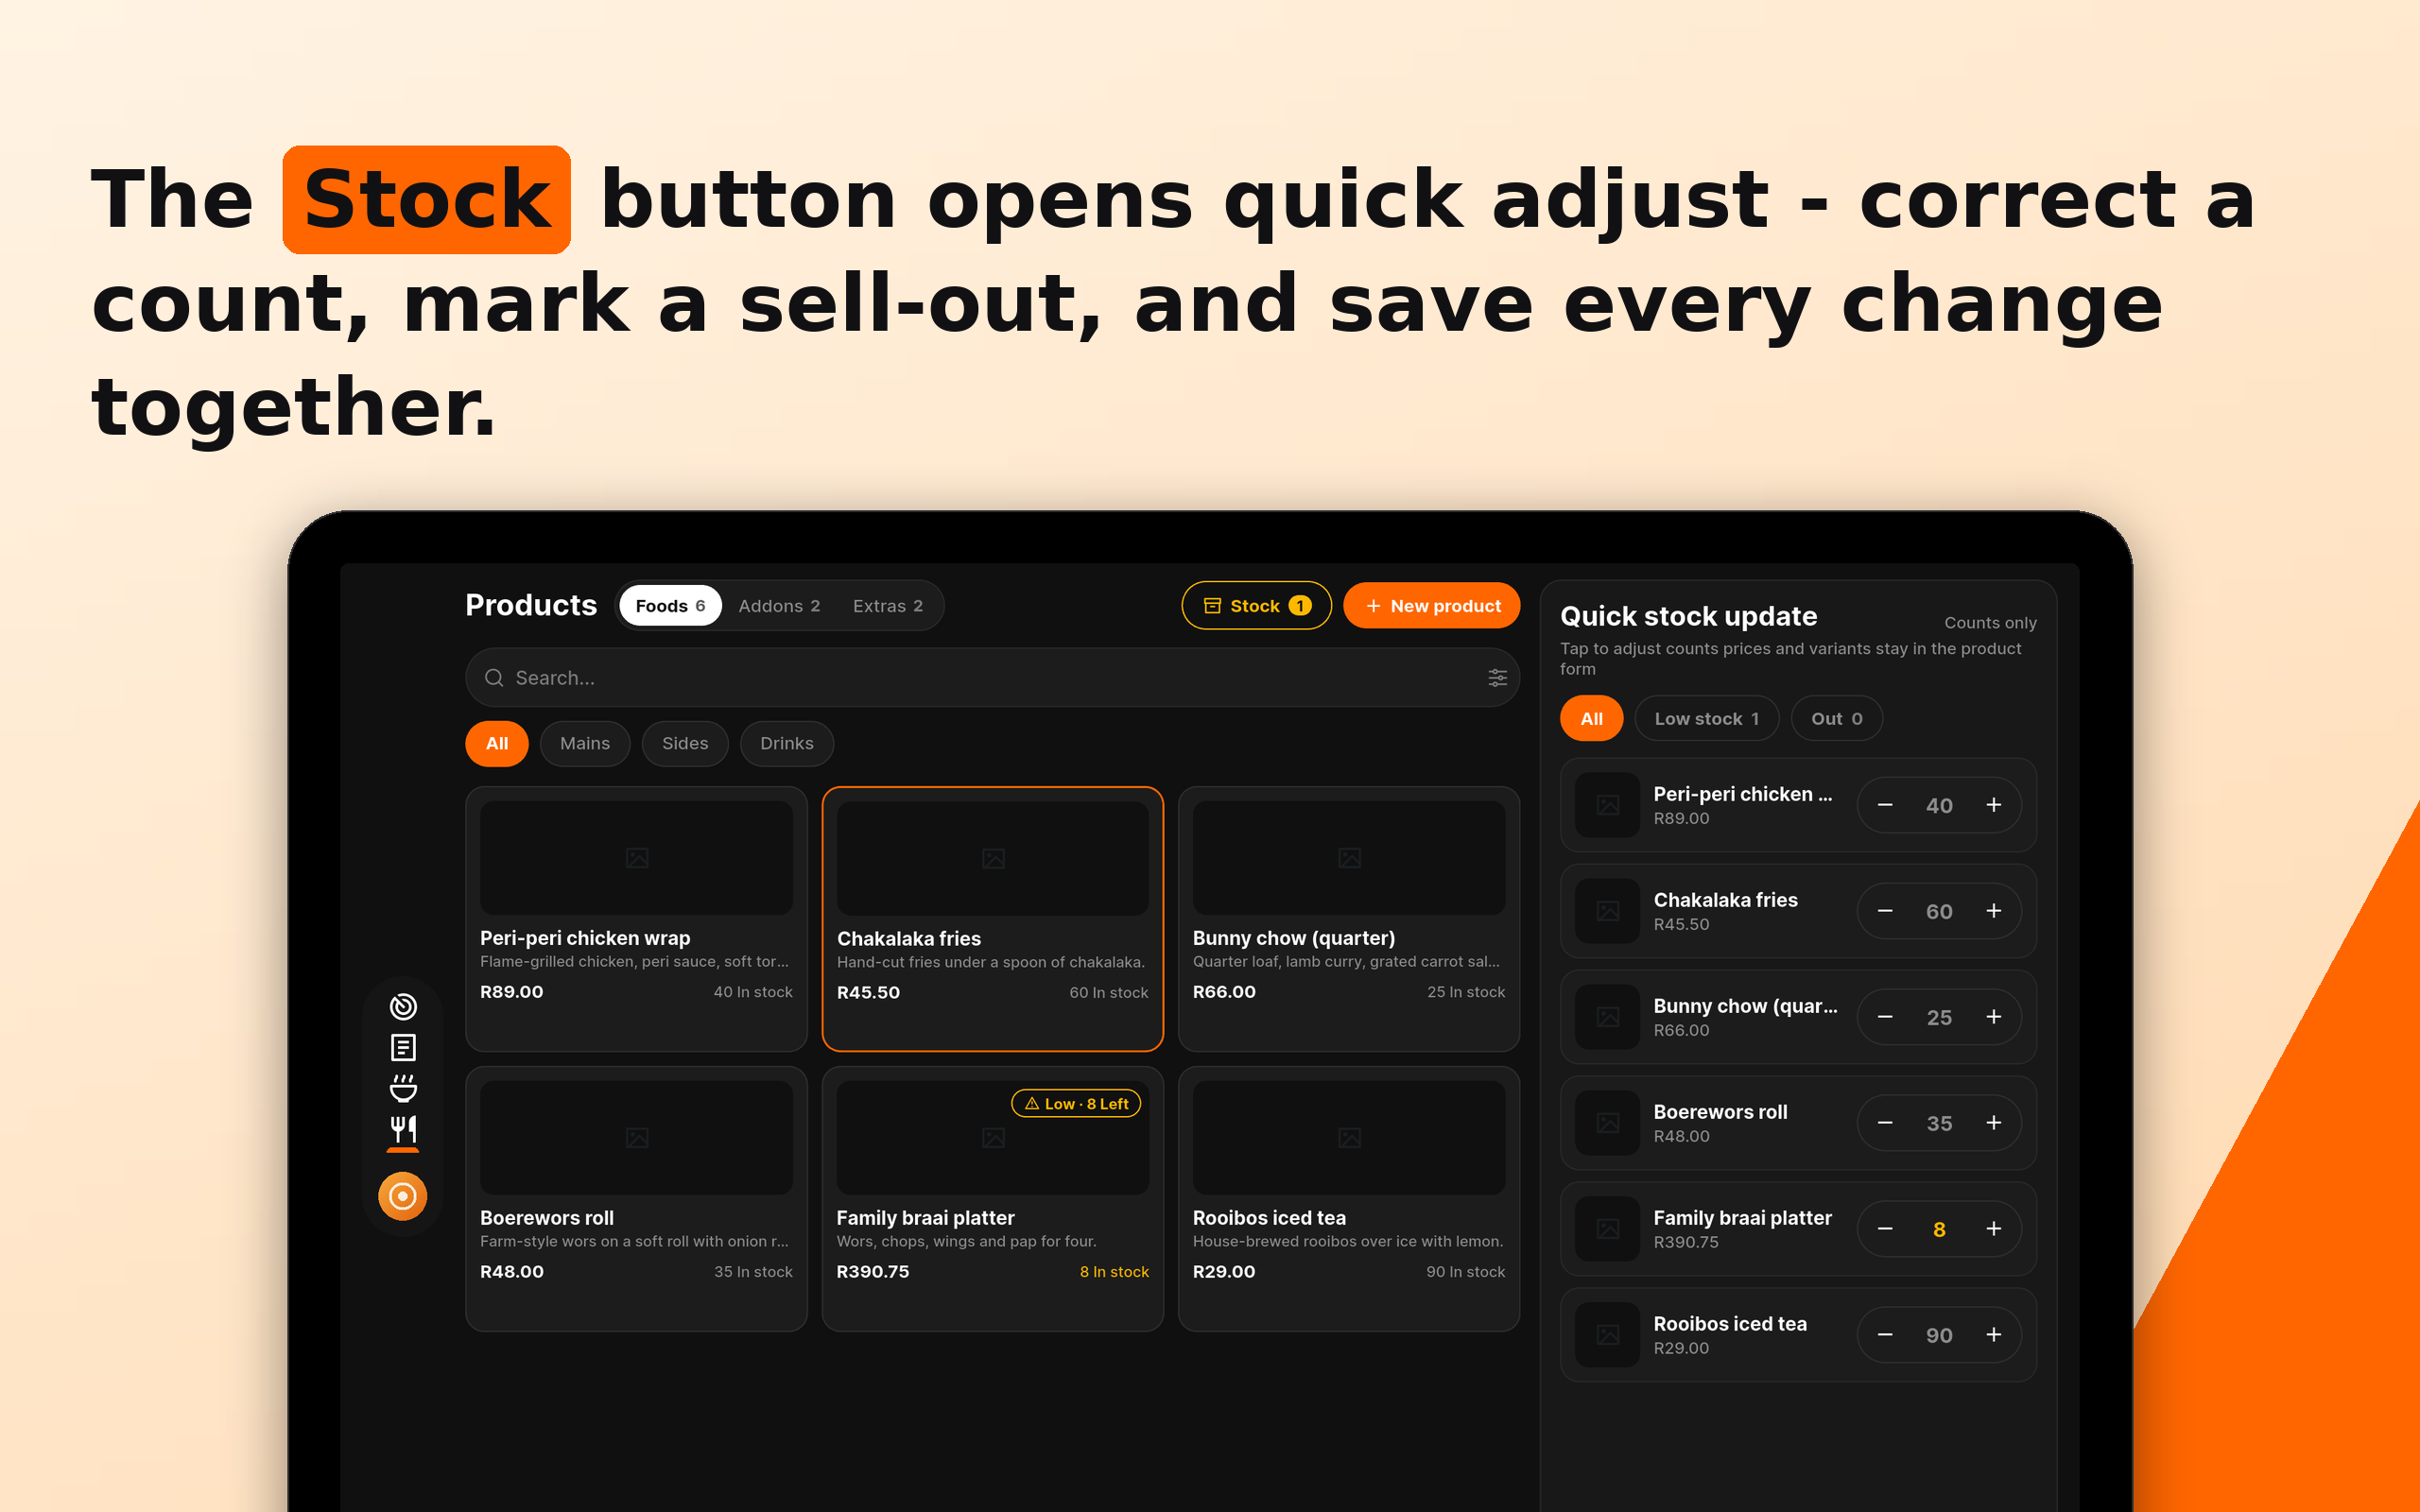 The Stock button opens quick adjust - correct a
count, mark a sell-out, and save every change
together.
Products
Foods 6
Addons 2
Extras 2
Stock 1
+ New product
Search...
All
Mains
Sides
Drinks
Peri-peri chicken wrap
Flame-grilled chicken, peri sauce, soft tor...
R89.00
40 In stock
Chakalaka fries
Hand-cut fries under a spoon of chakalaka.
R45.50
60 In stock
Bunny chow (quarter)
Quarter loaf, lamb curry, grated carrot sal...
R66.00
25 In stock
Boerewors roll
Farm-style wors on a soft roll with onion r...
R48.00
35 In stock
Low · 8 Left
Family braai platter
Wors, chops, wings and pap for four.
R390.75
8 In stock
Rooibos iced tea
House-brewed rooibos over ice with lemon.
R29.00
90 In stock
Quick stock update
Counts only
Tap to adjust counts prices and variants stay in the product
form
All
Low stock 1
Out 0
Peri-peri chicken ...
R89.00
− 40 +
Chakalaka fries
R45.50
− 60 +
Bunny chow (quar...
R66.00
− 25 +
Boerewors roll
R48.00
− 35 +
Family braai platter
R390.75
− 8 +
Rooibos iced tea
R29.00
− 90 +